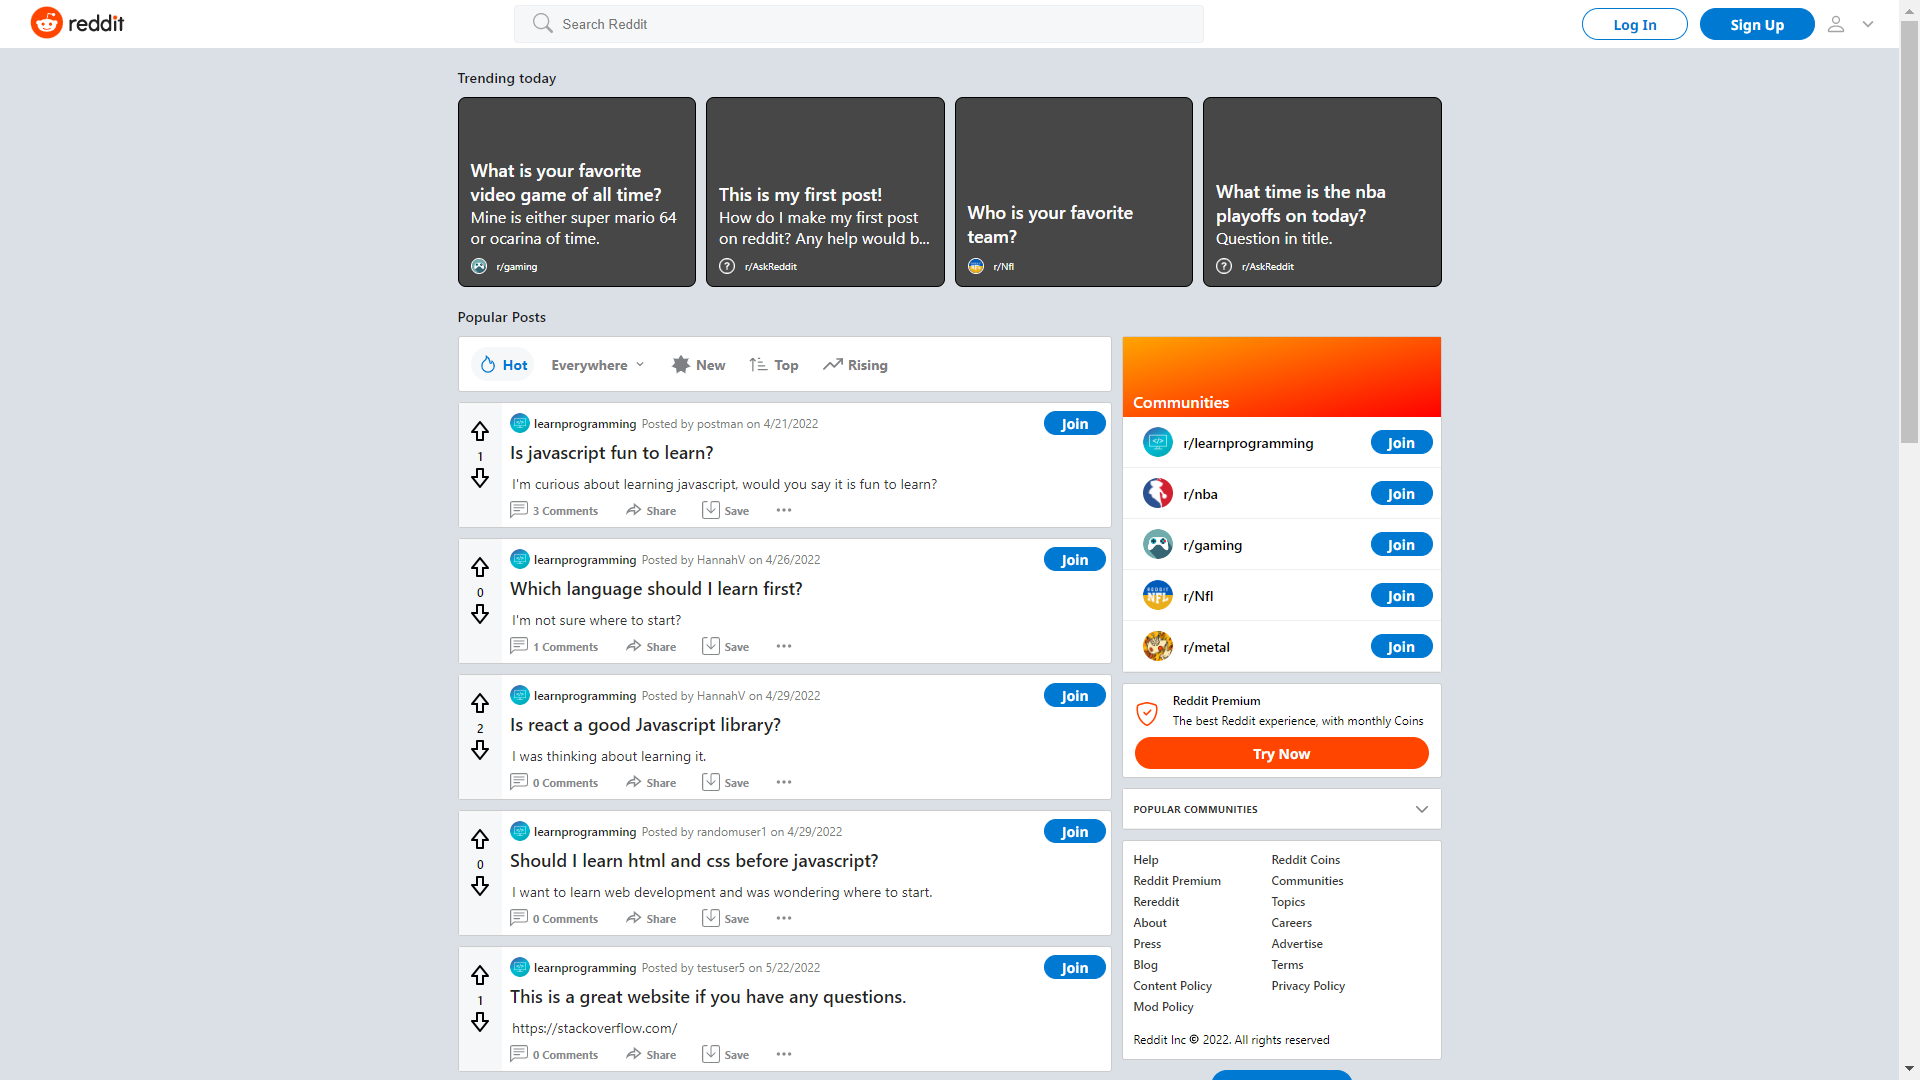 reddit
Search Reddit
Log In
Sign Up
Trending today
What is your favorite
video game of all time?
Mine is either super mario 64
or ocarina of time.
r/gaming
This is my first post!
How do I make my first post
on reddit? Any help would b...
r/AskReddit
Who is your favorite
team?
r/Nfl
What time is the nba
playoffs on today?
Question in title.
r/AskReddit
Popular Posts
Hot Everywhere New Top Rising
learnprogramming Posted by postman on 4/21/2022 Join
1
Is javascript fun to learn?
I'm curious about learning javascript, would you say it is fun to learn?
3 Comments Share Save
learnprogramming Posted by HannahV on 4/26/2022 Join
0
Which language should I learn first?
I'm not sure where to start?
1 Comments Share Save
learnprogramming Posted by HannahV on 4/29/2022 Join
2
Is react a good Javascript library?
I was thinking about learning it.
0 Comments Share Save
learnprogramming Posted by randomuser1 on 4/29/2022 Join
0
Should I learn html and css before javascript?
I want to learn web development and was wondering where to start.
0 Comments Share Save
learnprogramming Posted by testuser5 on 5/22/2022 Join
1
This is a great website if you have any questions.
https://stackoverflow.com/
0 Comments Share Save
Communities
r/learnprogramming Join
r/nba Join
r/gaming Join
r/Nfl Join
r/metal Join
Reddit Premium
The best Reddit experience, with monthly Coins
Try Now
POPULAR COMMUNITIES
Help Reddit Coins
Reddit Premium Communities
Rereddit Topics
About Careers
Press Advertise
Blog Terms
Content Policy Privacy Policy
Mod Policy
Reddit Inc © 2022. All rights reserved